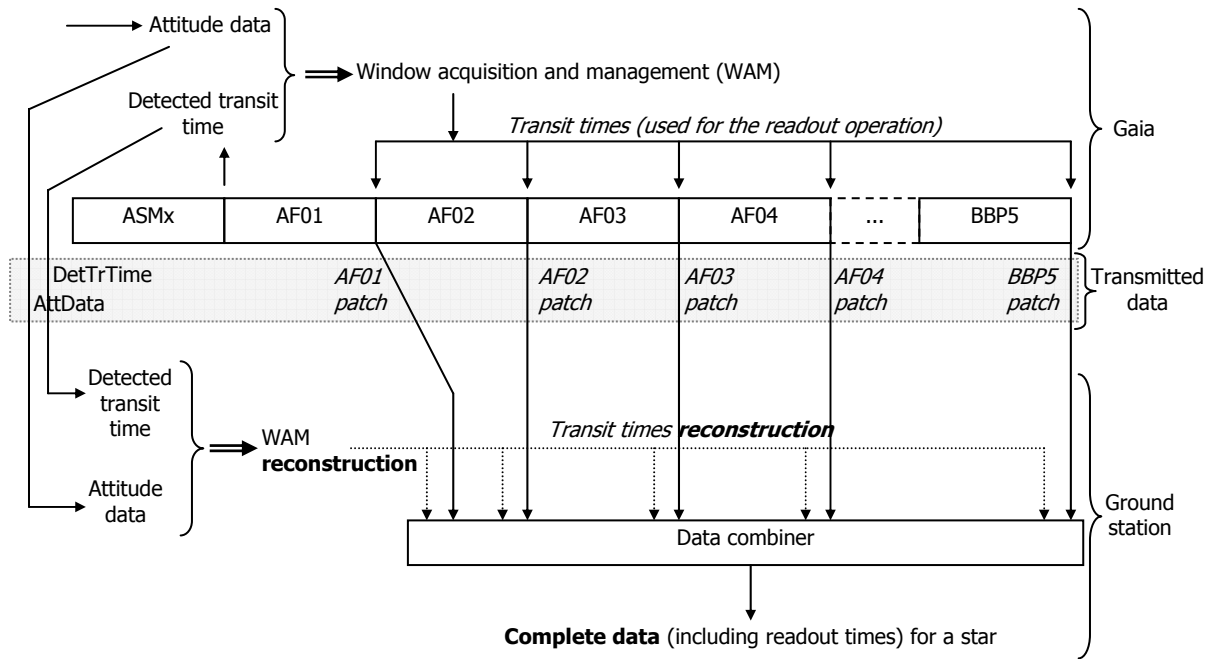 Attitude data
Window acquisition and management (WAM)
Detected transit
time
Transit times (used for the readout operation)
Gaia
ASMx
AF01
AF02
AF03
AF04
...
BBP5
DetTrTime
AttData
AF01
patch
AF02
patch
AF03
patch
AF04
patch
BBP5
patch
Transmitted
data
Detected
transit
time
WAM
reconstruction
Transit times reconstruction
Attitude
data
Ground
station
Data combiner
Complete data (including readout times) for a star